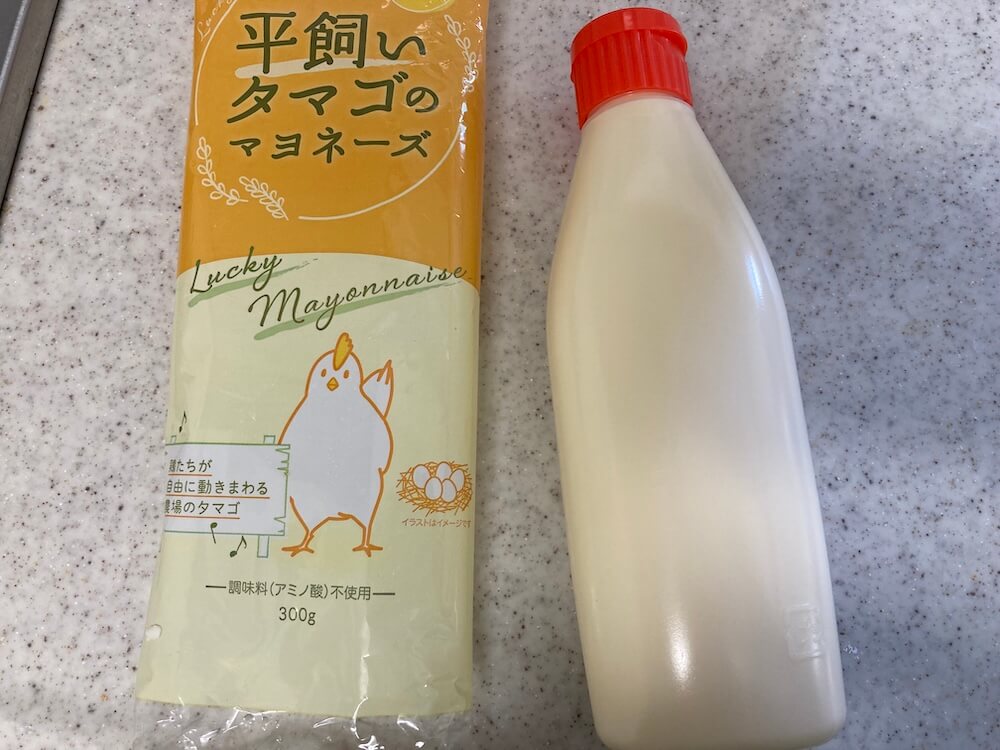 平飼い
タマゴの
マヨネーズ
Lucky
Mayonnaise
鶏たちが
自由に動きまわる
農場のタマゴ
イラストはイメージです
調味料(アミノ酸)不使用
300g